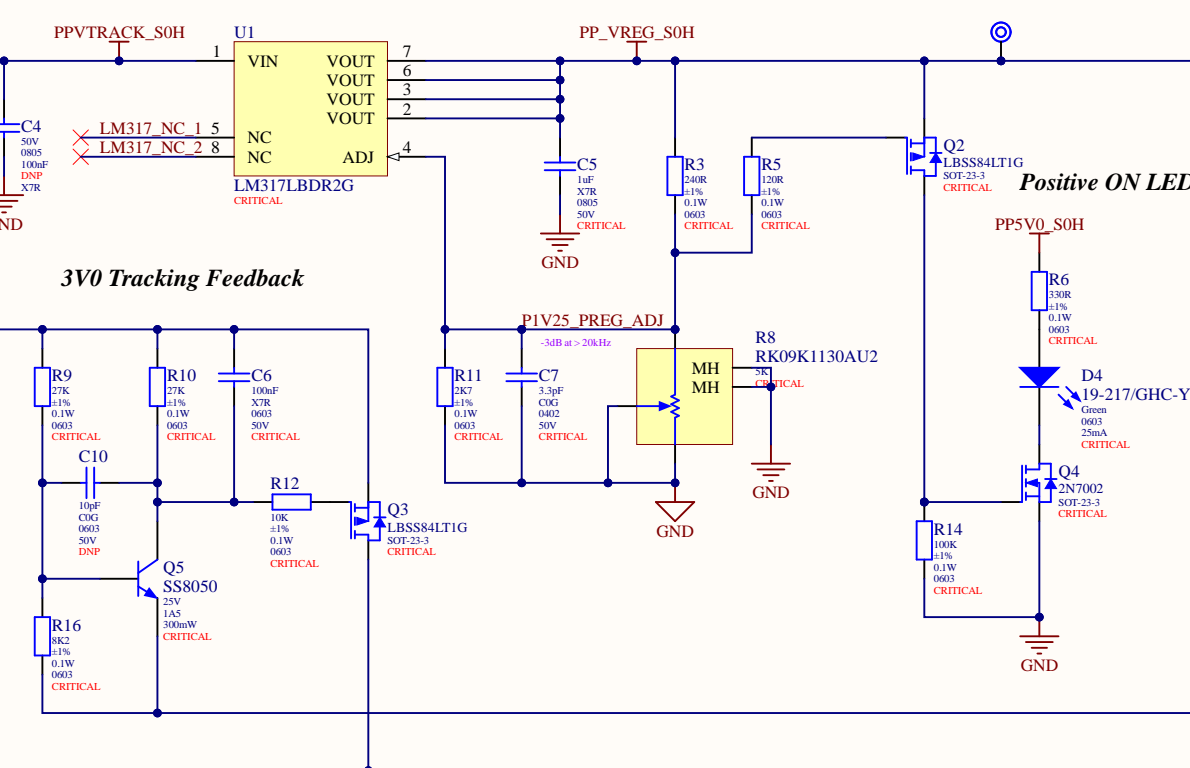 PPVTRACK_S0H
U1
PP_VREG_S0H
1
VIN
VOUT
7
VOUT
6
VOUT
3
VOUT
2
LM317_NC_1
5
NC
LM317_NC_2
8
NC
ADJ
4
LM317LBDR2G
CRITICAL
C4
50V
0805
100nF
DNP
X7R
ND
C5
1uF
X7R
0805
50V
CRITICAL
GND
R3
240R
±1%
0.1W
0603
CRITICAL
R5
120R
±1%
0.1W
0603
CRITICAL
Q2
LBSS84LT1G
SOT-23-3
CRITICAL
Positive ON LED
PP5V0_S0H
R6
330R
±1%
0.1W
0603
CRITICAL
3V0 Tracking Feedback
P1V25_PREG_ADJ
-3dB at > 20kHz
R8
RK09K1130AU2
5K
CRITICAL
MH
MH
GND
GND
D4
19-217/GHC-Y
Green
0603
25mA
CRITICAL
R9
27K
±1%
0.1W
0603
CRITICAL
R10
27K
±1%
0.1W
0603
CRITICAL
C6
100nF
X7R
0603
50V
CRITICAL
R11
2K7
±1%
0.1W
0603
CRITICAL
C7
3.3pF
C0G
0402
50V
CRITICAL
C10
10pF
C0G
0603
50V
DNP
R12
10K
±1%
0.1W
0603
CRITICAL
Q3
LBSS84LT1G
SOT-23-3
CRITICAL
Q4
2N7002
SOT-23-3
CRITICAL
R14
100K
±1%
0.1W
0603
CRITICAL
GND
Q5
SS8050
25V
1A5
300mW
CRITICAL
R16
8K2
±1%
0.1W
0603
CRITICAL